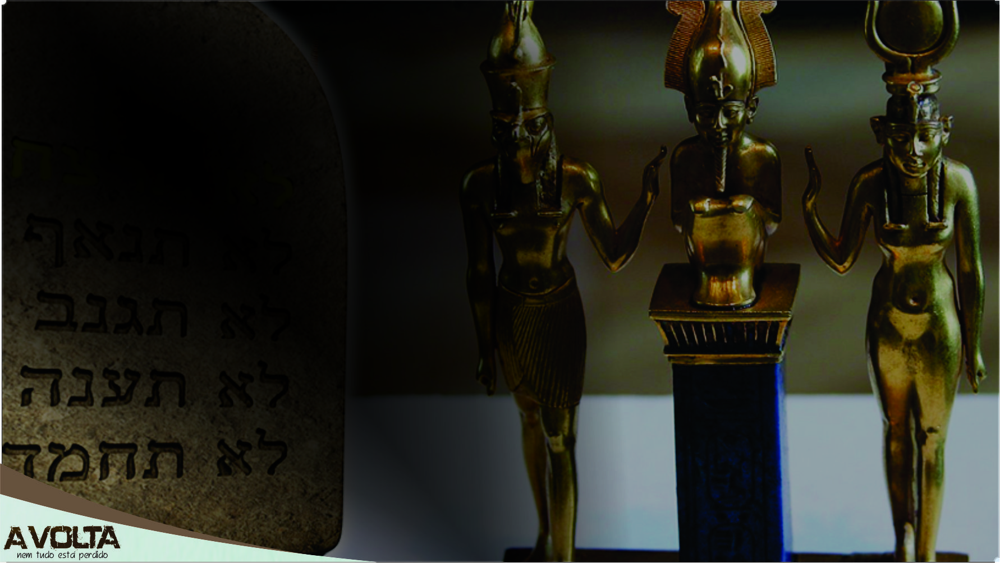 לא תנאף
לא תגנב
לא תענה
לא תחמד
A VOLTA
nem tudo está perdido